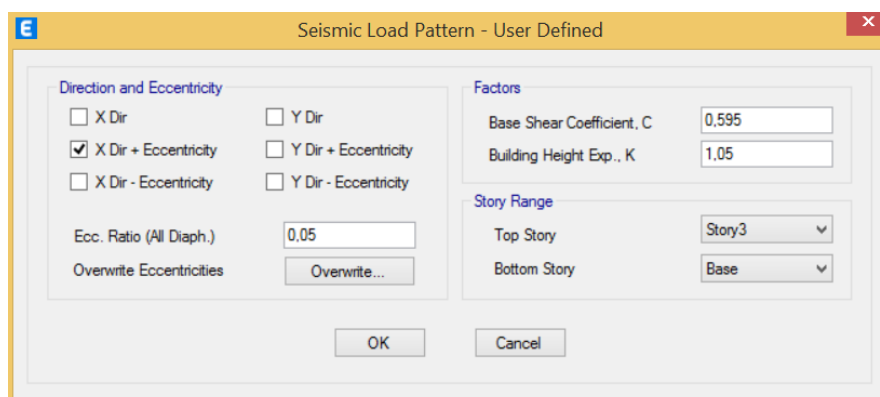 E
Seismic Load Pattern - User Defined
x
Direction and Eccentricity
X Dir
Y Dir
X Dir + Eccentricity
Y Dir + Eccentricity
X Dir - Eccentricity
Y Dir - Eccentricity
Ecc. Ratio (All Diaph.)
0,05
Overwrite Eccentricities
Overwrite...
Factors
Base Shear Coefficient, C
0,595
Building Height Exp., K
1,05
Story Range
Top Story
Story3
Bottom Story
Base
OK
Cancel